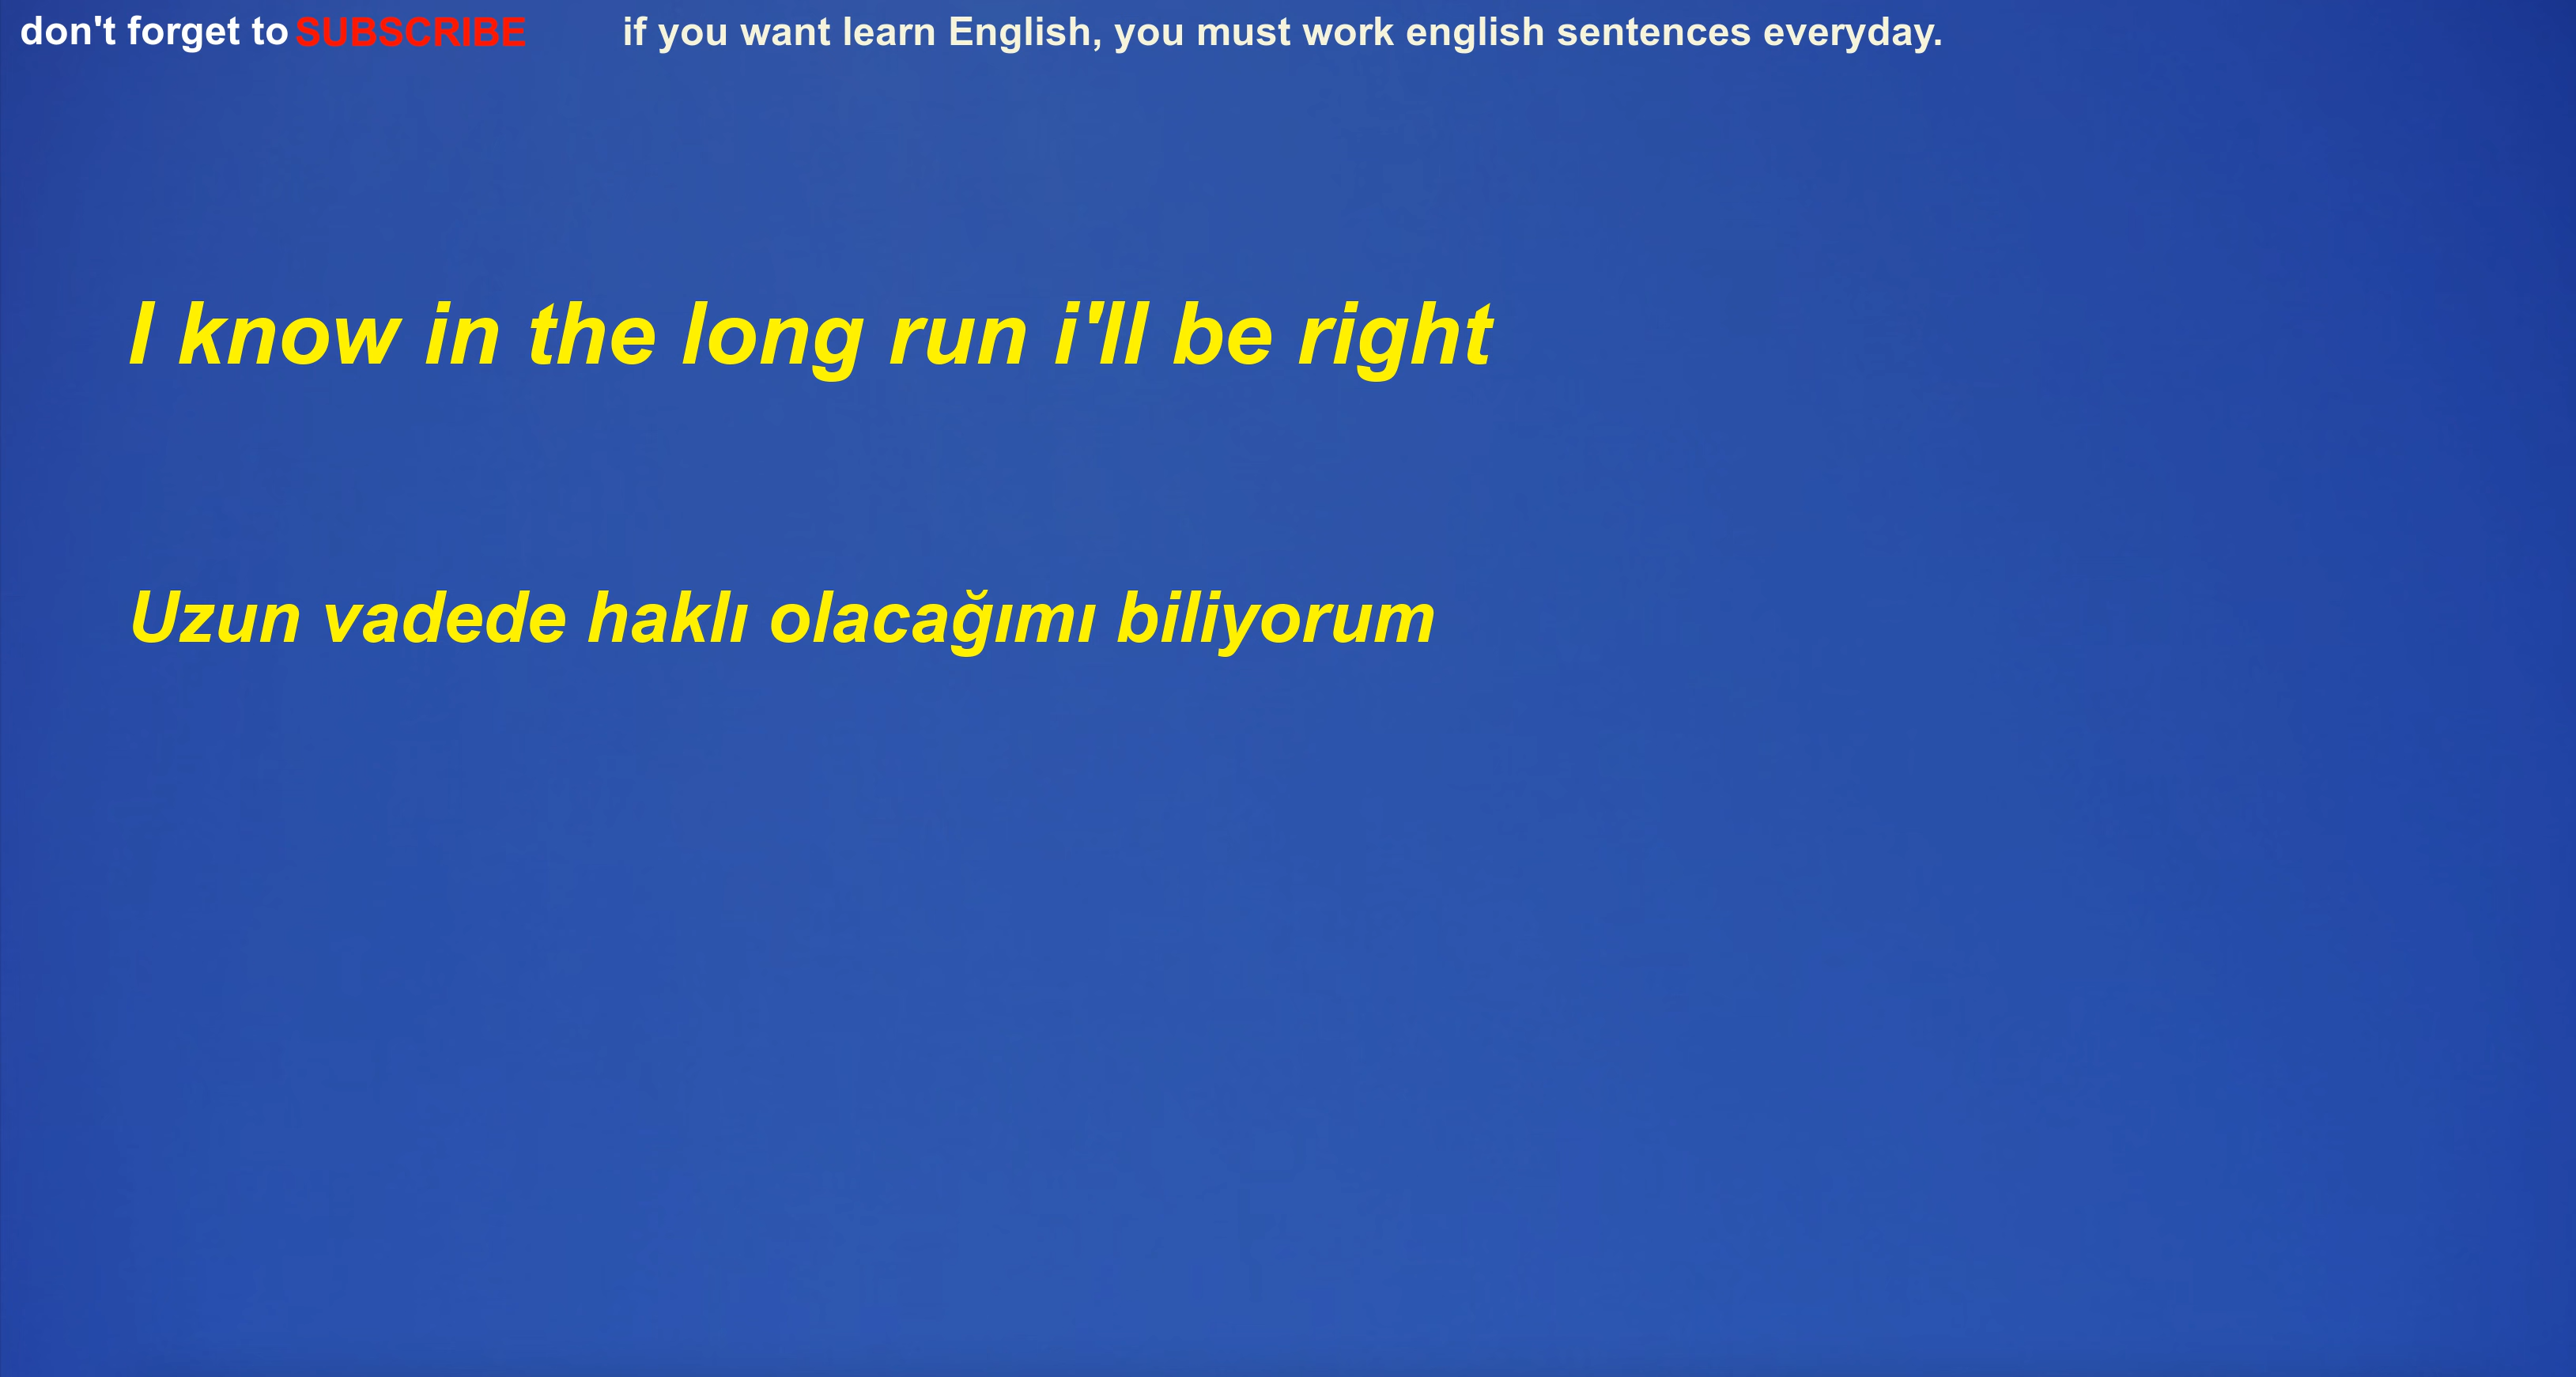 don't forget to SUBSCRIBE if you want learn English, you must work english sentences everyday.
I know in the long run i'll be right
Uzun vadede haklı olacağımı biliyorum